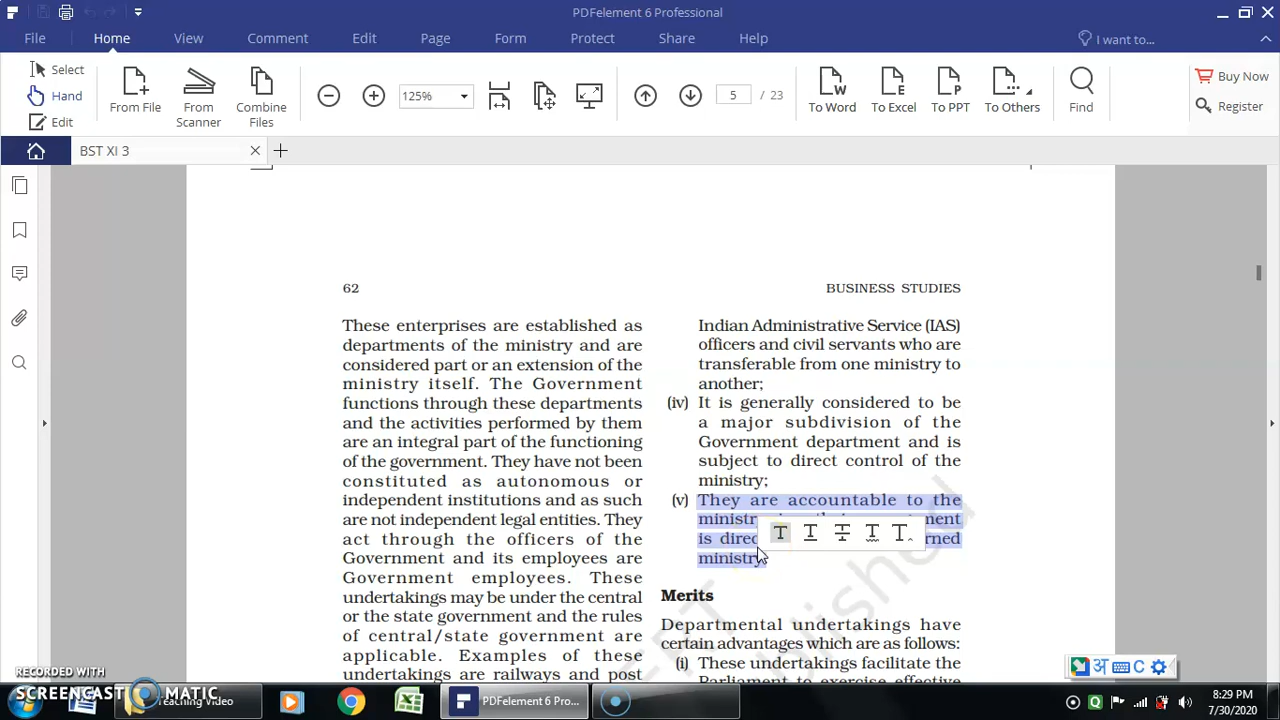 PDFelement 6 Professional
File Home View Comment Edit Page Form Protect Share Help I want to...
Select
Hand
Edit
From File
From Scanner
Combine Files
125%
5 / 23
To Word To Excel To PPT To Others
Find
Buy Now
Register
BST XI 3
62
BUSINESS STUDIES
These enterprises are established as
departments of the ministry and are
considered part or an extension of the
ministry itself. The Government
functions through these departments
and the activities performed by them
are an integral part of the functioning
of the government. They have not been
constituted as autonomous or
independent institutions and as such
are not independent legal entities. They
act through the officers of the
Government and its employees are
Government employees. These
undertakings may be under the central
or the state government and the rules
of central/state government are
applicable. Examples of these
undertakings are railways and post
Indian Administrative Service (IAS)
officers and civil servants who are
transferable from one ministry to
another;
(iv) It is generally considered to be
a major subdivision of the
Government department and is
subject to direct control of the
ministry;
(v) They are accountable to the
is
ministry.
Merits
Departmental undertakings have
certain advantages which are as follows:
(i) These undertakings facilitate the
Parliament to exercise effective
RECORDED WITH
SCREENCAST MATIC
Teaching Video
PDFelement 6 Pro...
अ
8:29 PM
7/30/2020